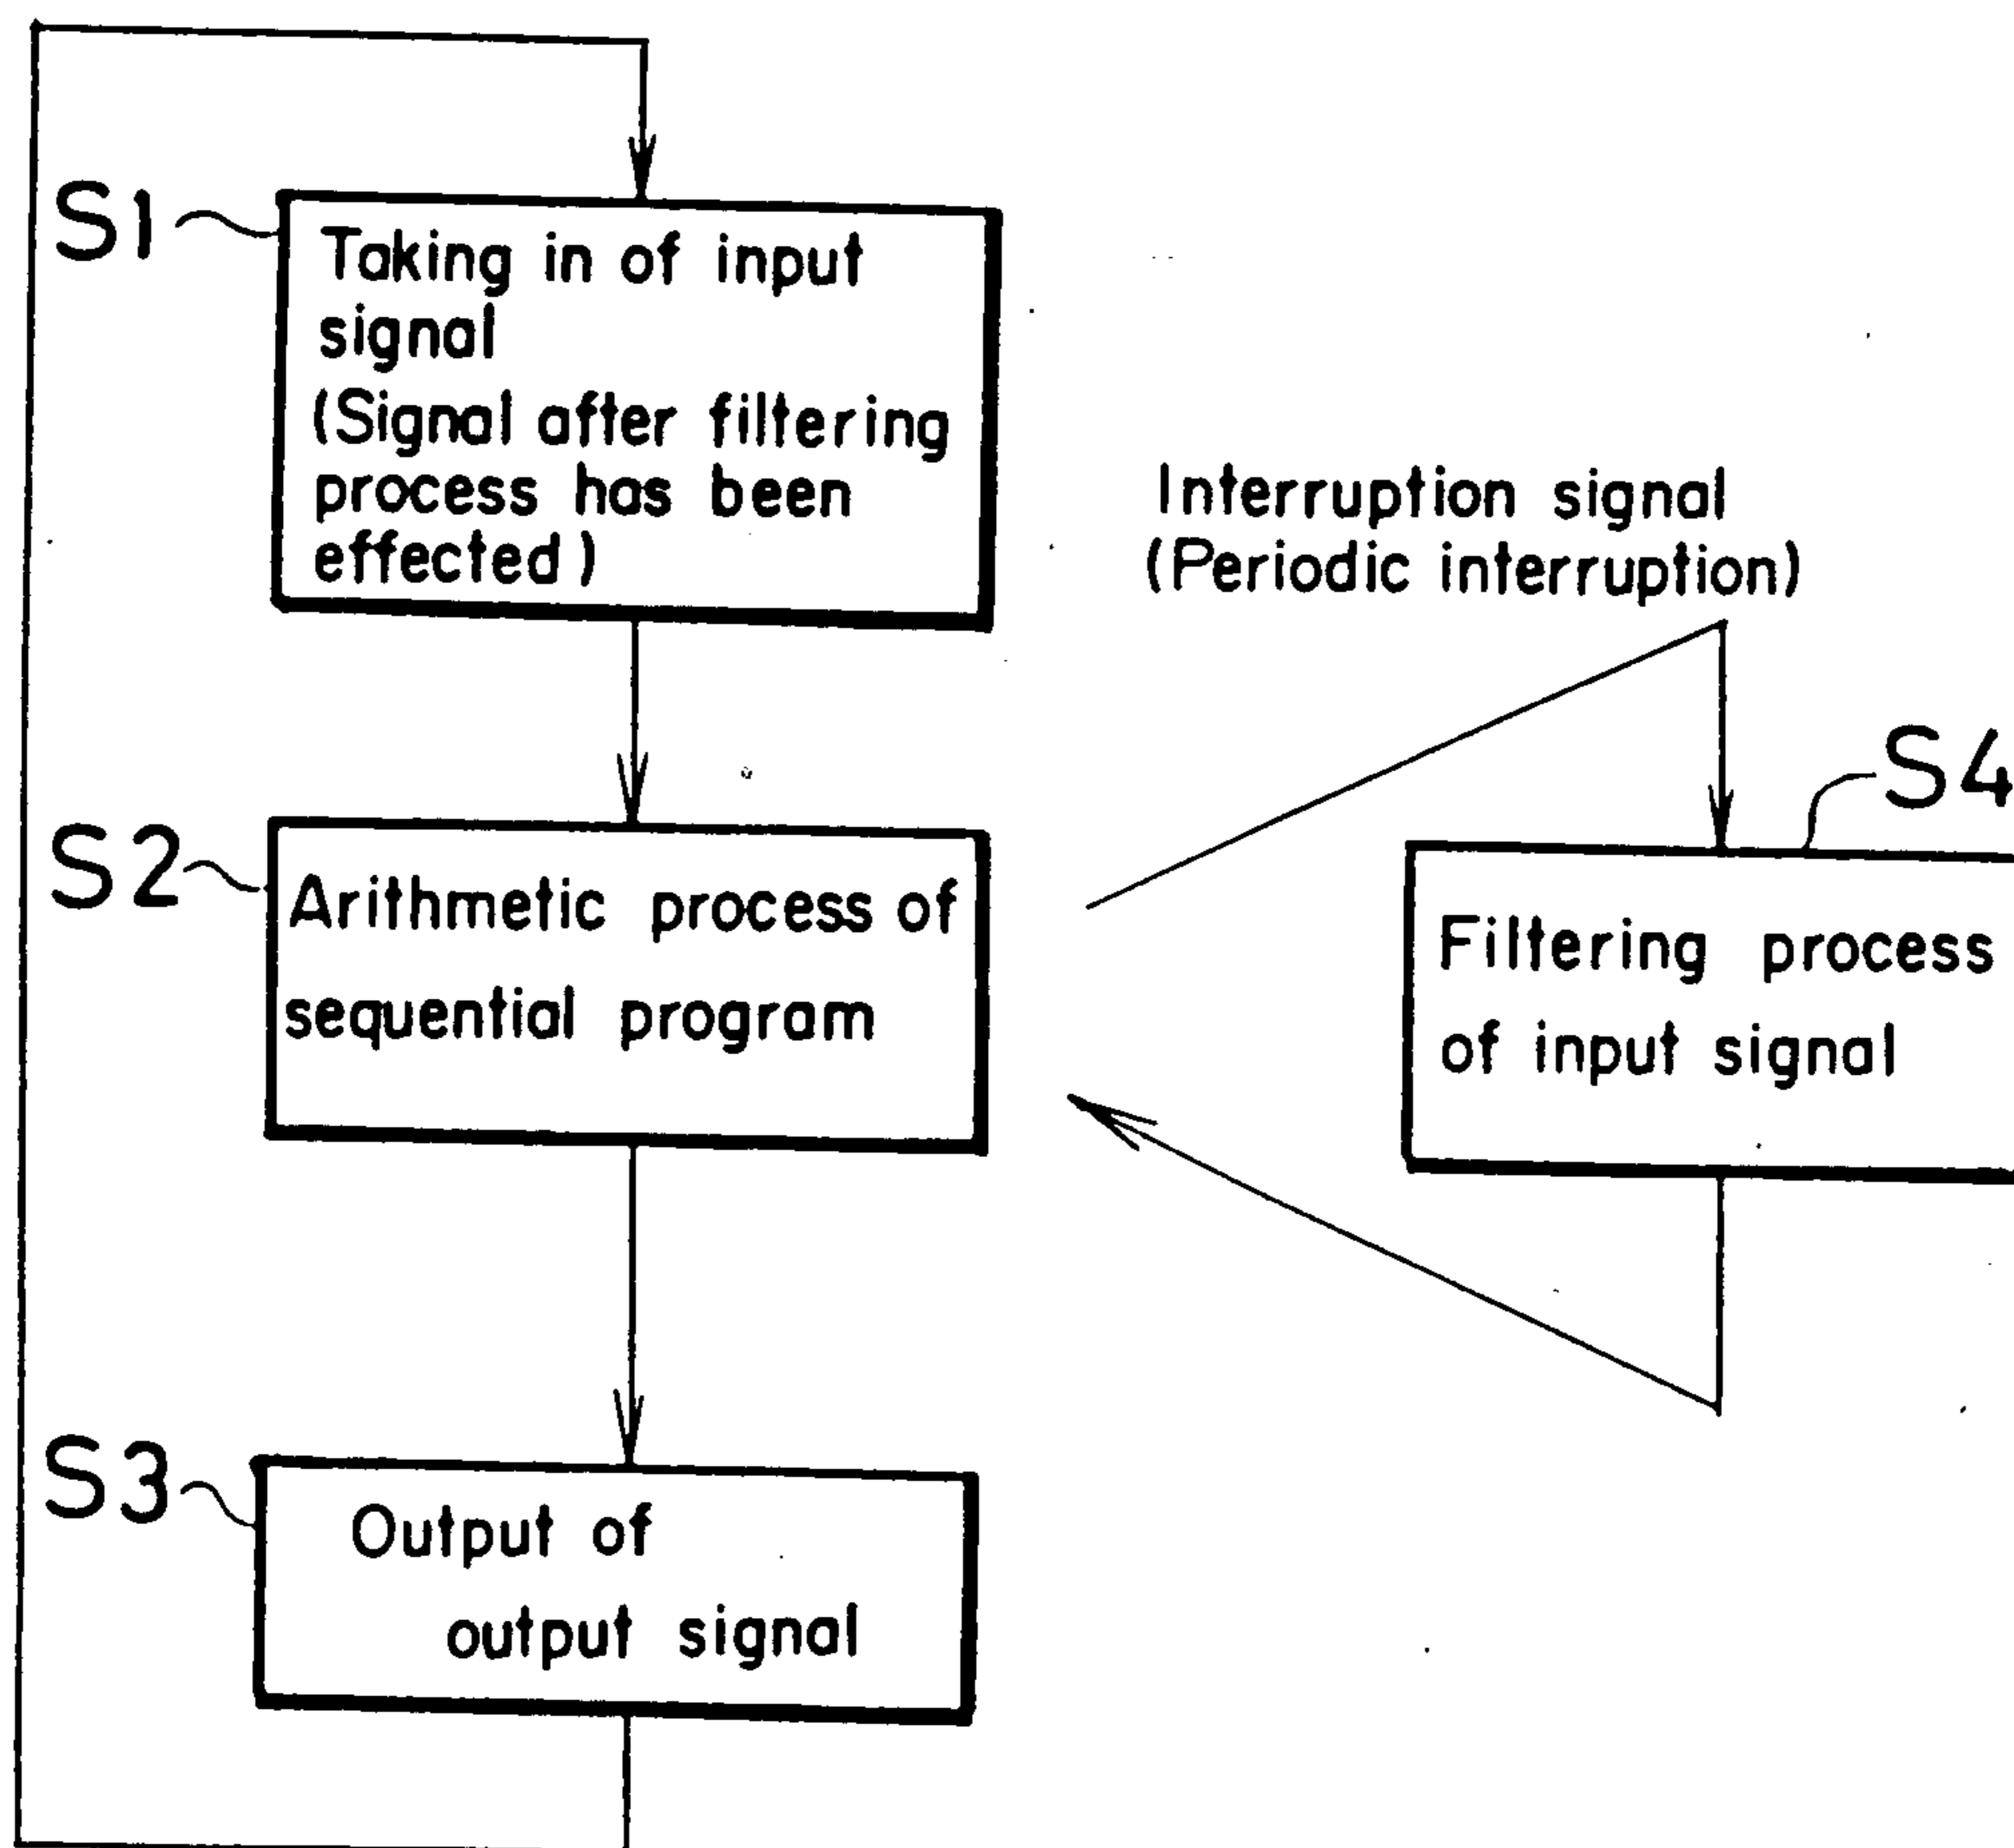 S1
Taking in of input
signal
(Signal after filtering
process has been
effected)
Interruption signal
(Periodic interruption)
S2
Arithmetic process of
sequential program
S4
Filtering process
of input signal
S3
Output of
output signal